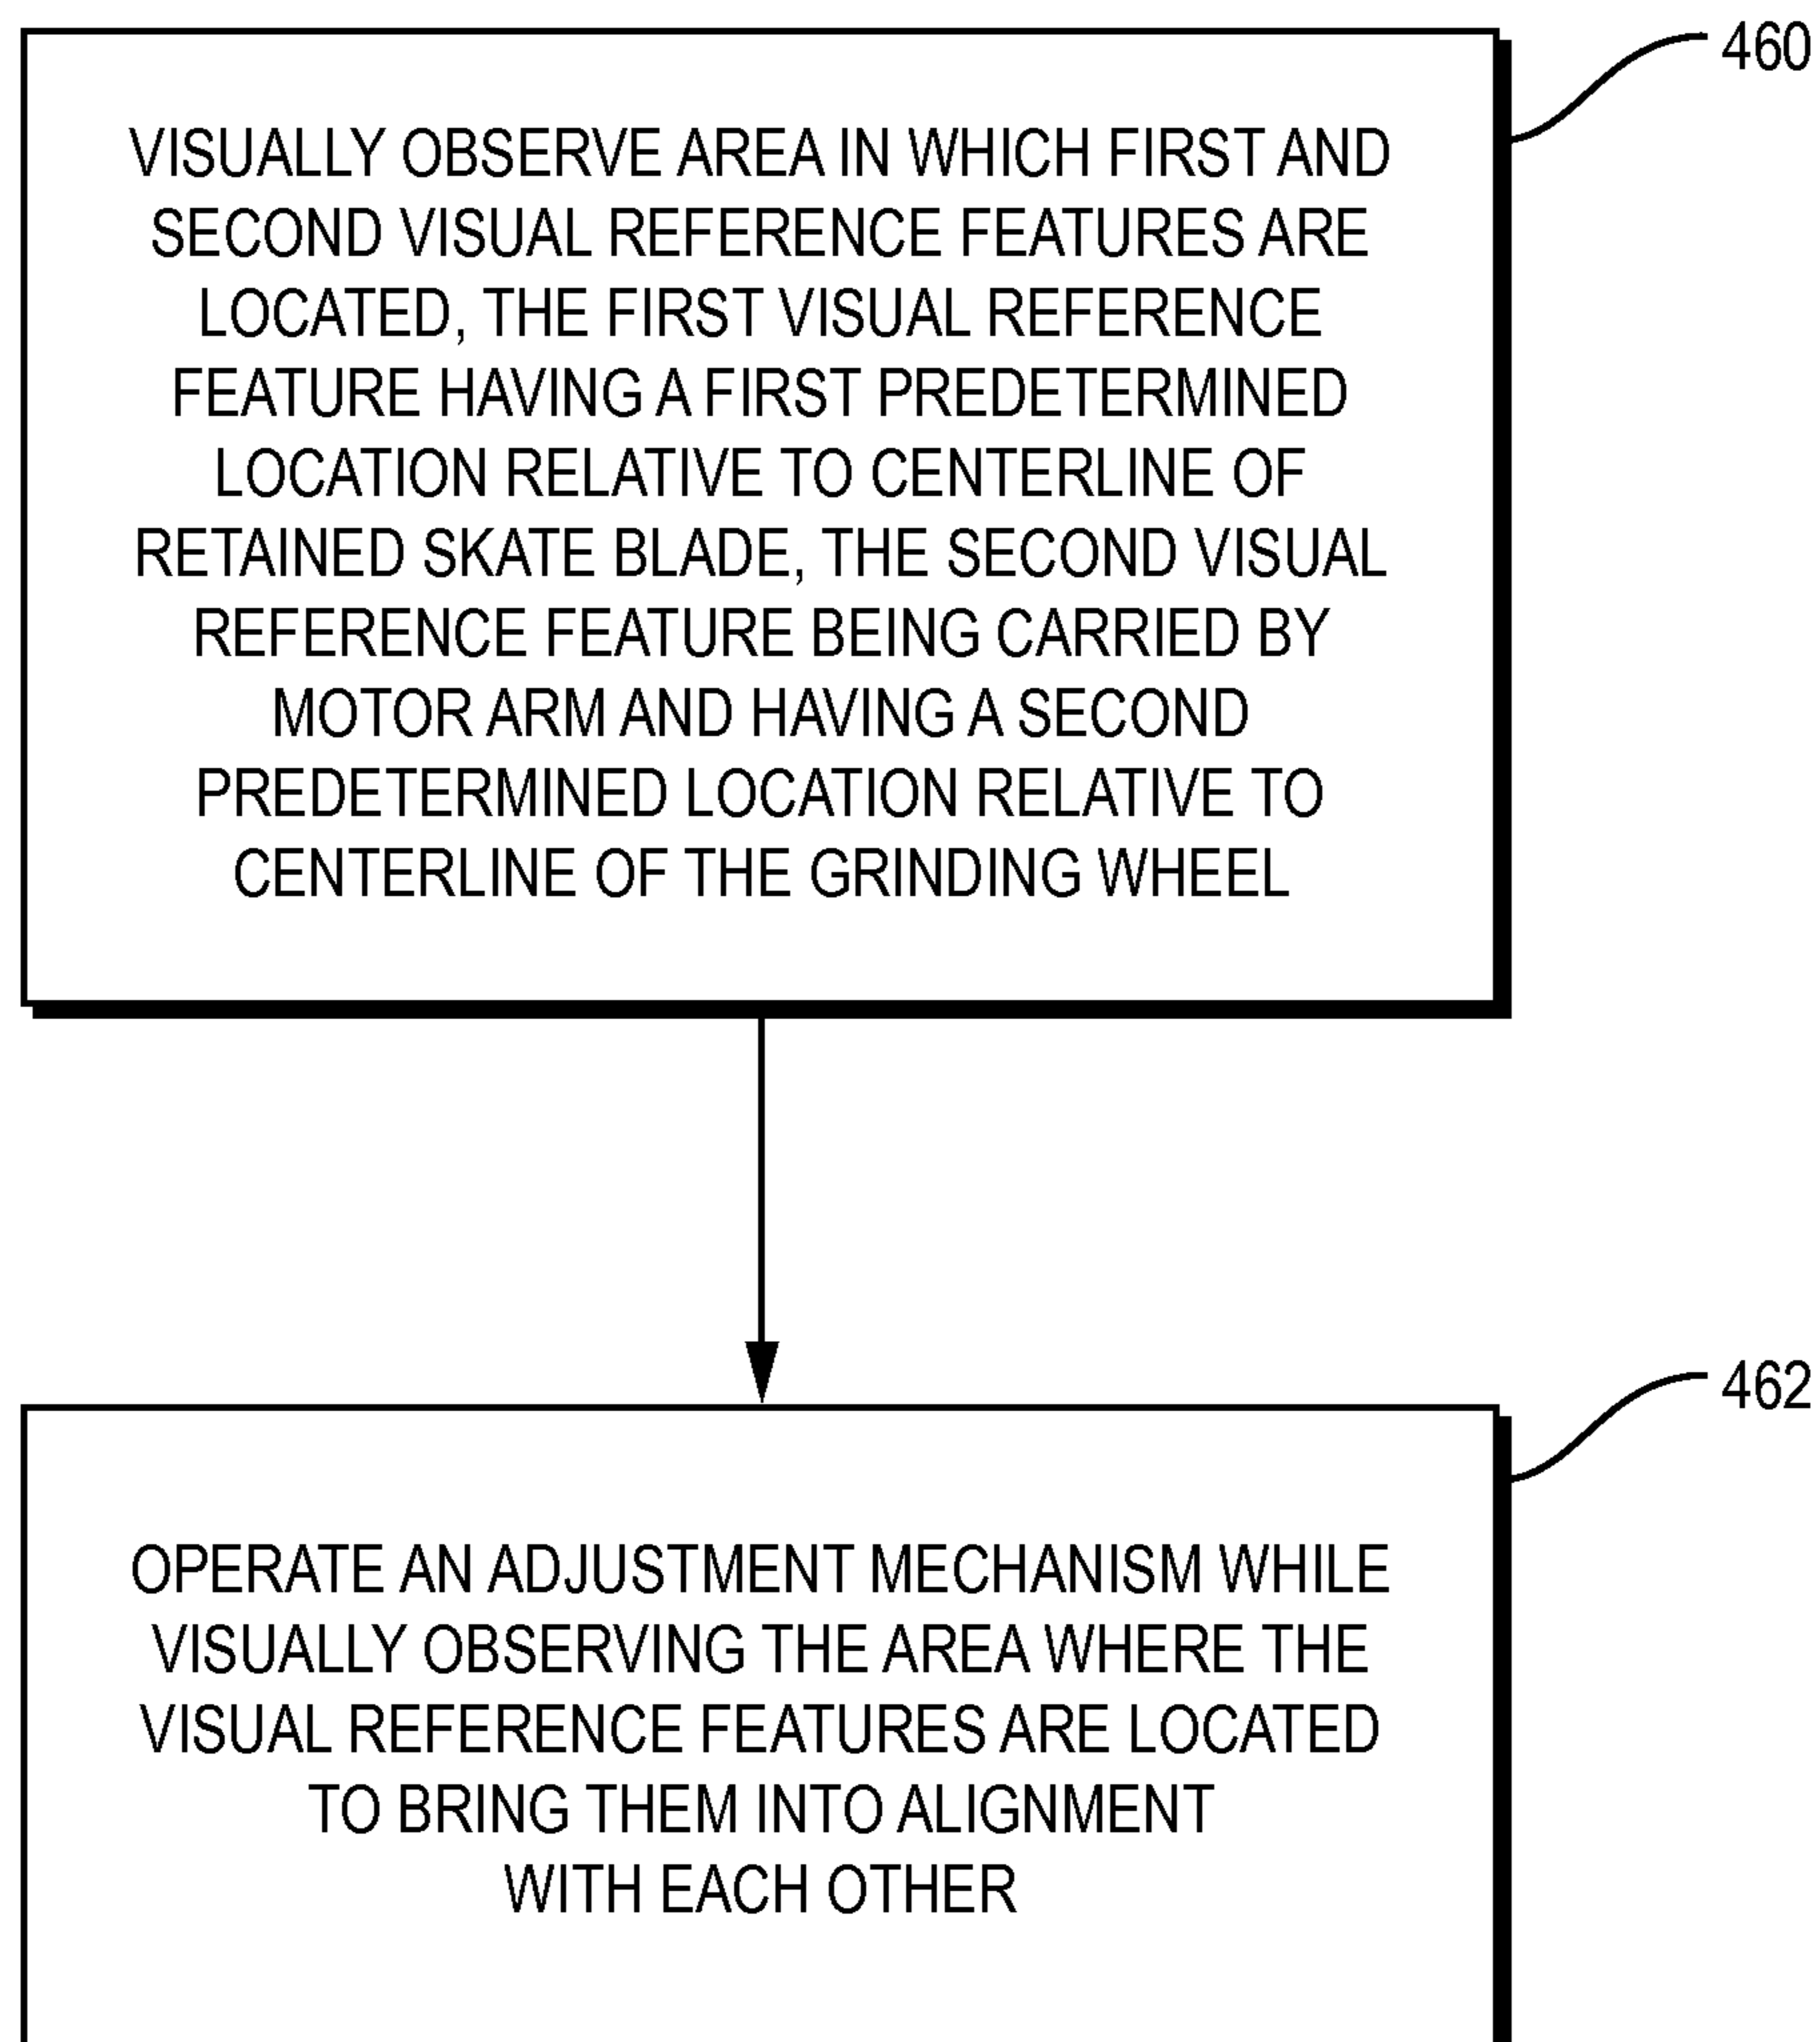 460
VISUALLY OBSERVE AREA IN WHICH FIRST AND
SECOND VISUAL REFERENCE FEATURES ARE
LOCATED, THE FIRST VISUAL REFERENCE
FEATURE HAVING A FIRST PREDETERMINED
LOCATION RELATIVE TO CENTERLINE OF
RETAINED SKATE BLADE, THE SECOND VISUAL
REFERENCE FEATURE BEING CARRIED BY
MOTOR ARM AND HAVING A SECOND
PREDETERMINED LOCATION RELATIVE TO
CENTERLINE OF THE GRINDING WHEEL
462
OPERATE AN ADJUSTMENT MECHANISM WHILE
VISUALLY OBSERVING THE AREA WHERE THE
VISUAL REFERENCE FEATURES ARE LOCATED
TO BRING THEM INTO ALIGNMENT
WITH EACH OTHER